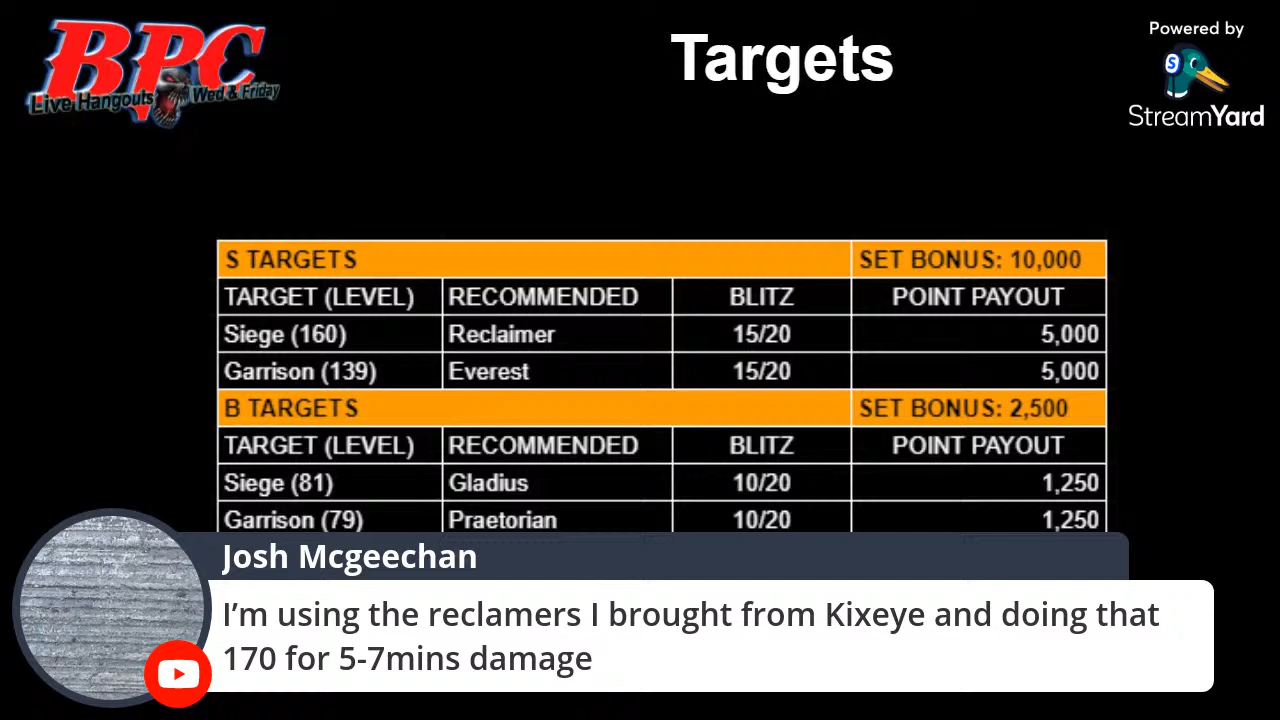 BPC
Live Hangouts Wed & Friday
Targets
Powered by
StreamYard
S TARGETS SET BONUS: 10,000
TARGET (LEVEL) RECOMMENDED BLITZ POINT PAYOUT
Siege (160) Reclaimer 15/20 5,000
Garrison (139) Everest 15/20 5,000
B TARGETS SET BONUS: 2,500
TARGET (LEVEL) RECOMMENDED BLITZ POINT PAYOUT
Siege (81) Gladius 10/20 1,250
Garrison (79) Praetorian 10/20 1,250
Josh Mcgeechan
I’m using the reclamers I brought from Kixeye and doing that
170 for 5-7mins damage